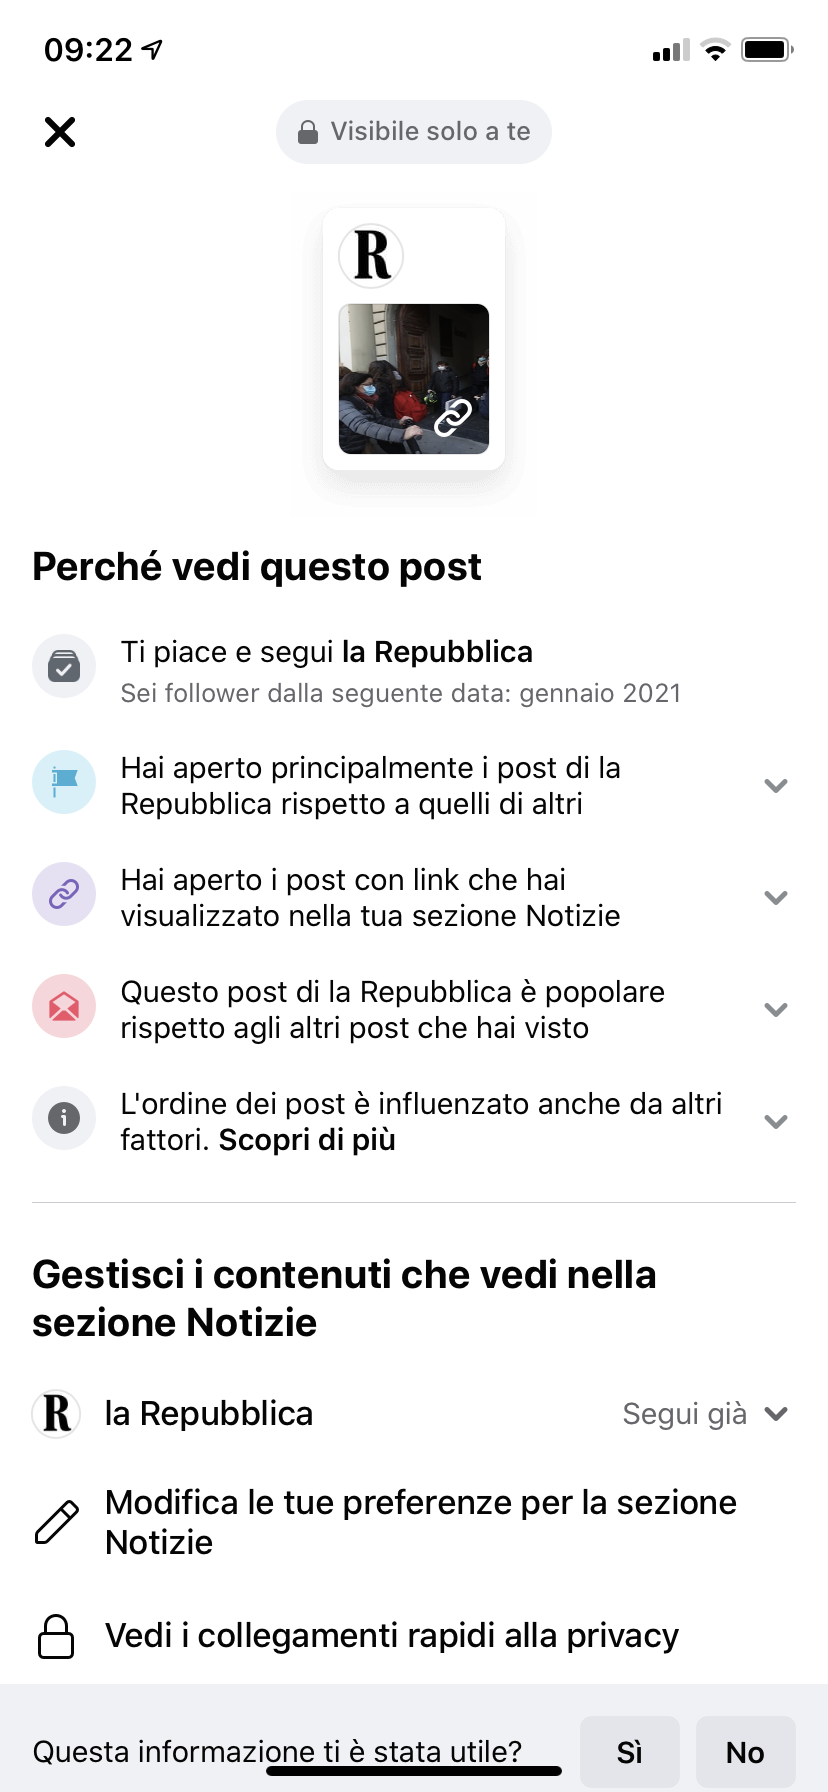 09:22
Visibile solo a te
R
Perché vedi questo post
Ti piace e segui la Repubblica
Sei follower dalla seguente data: gennaio 2021
Hai aperto principalmente i post di la
Repubblica rispetto a quelli di altri
Hai aperto i post con link che hai
visualizzato nella tua sezione Notizie
Questo post di la Repubblica è popolare
rispetto agli altri post che hai visto
L'ordine dei post è influenzato anche da altri
fattori. Scopri di più
Gestisci i contenuti che vedi nella
sezione Notizie
R la Repubblica Segui già
Modifica le tue preferenze per la sezione
Notizie
Vedi i collegamenti rapidi alla privacy
Questa informazione ti è stata utile? Sì No